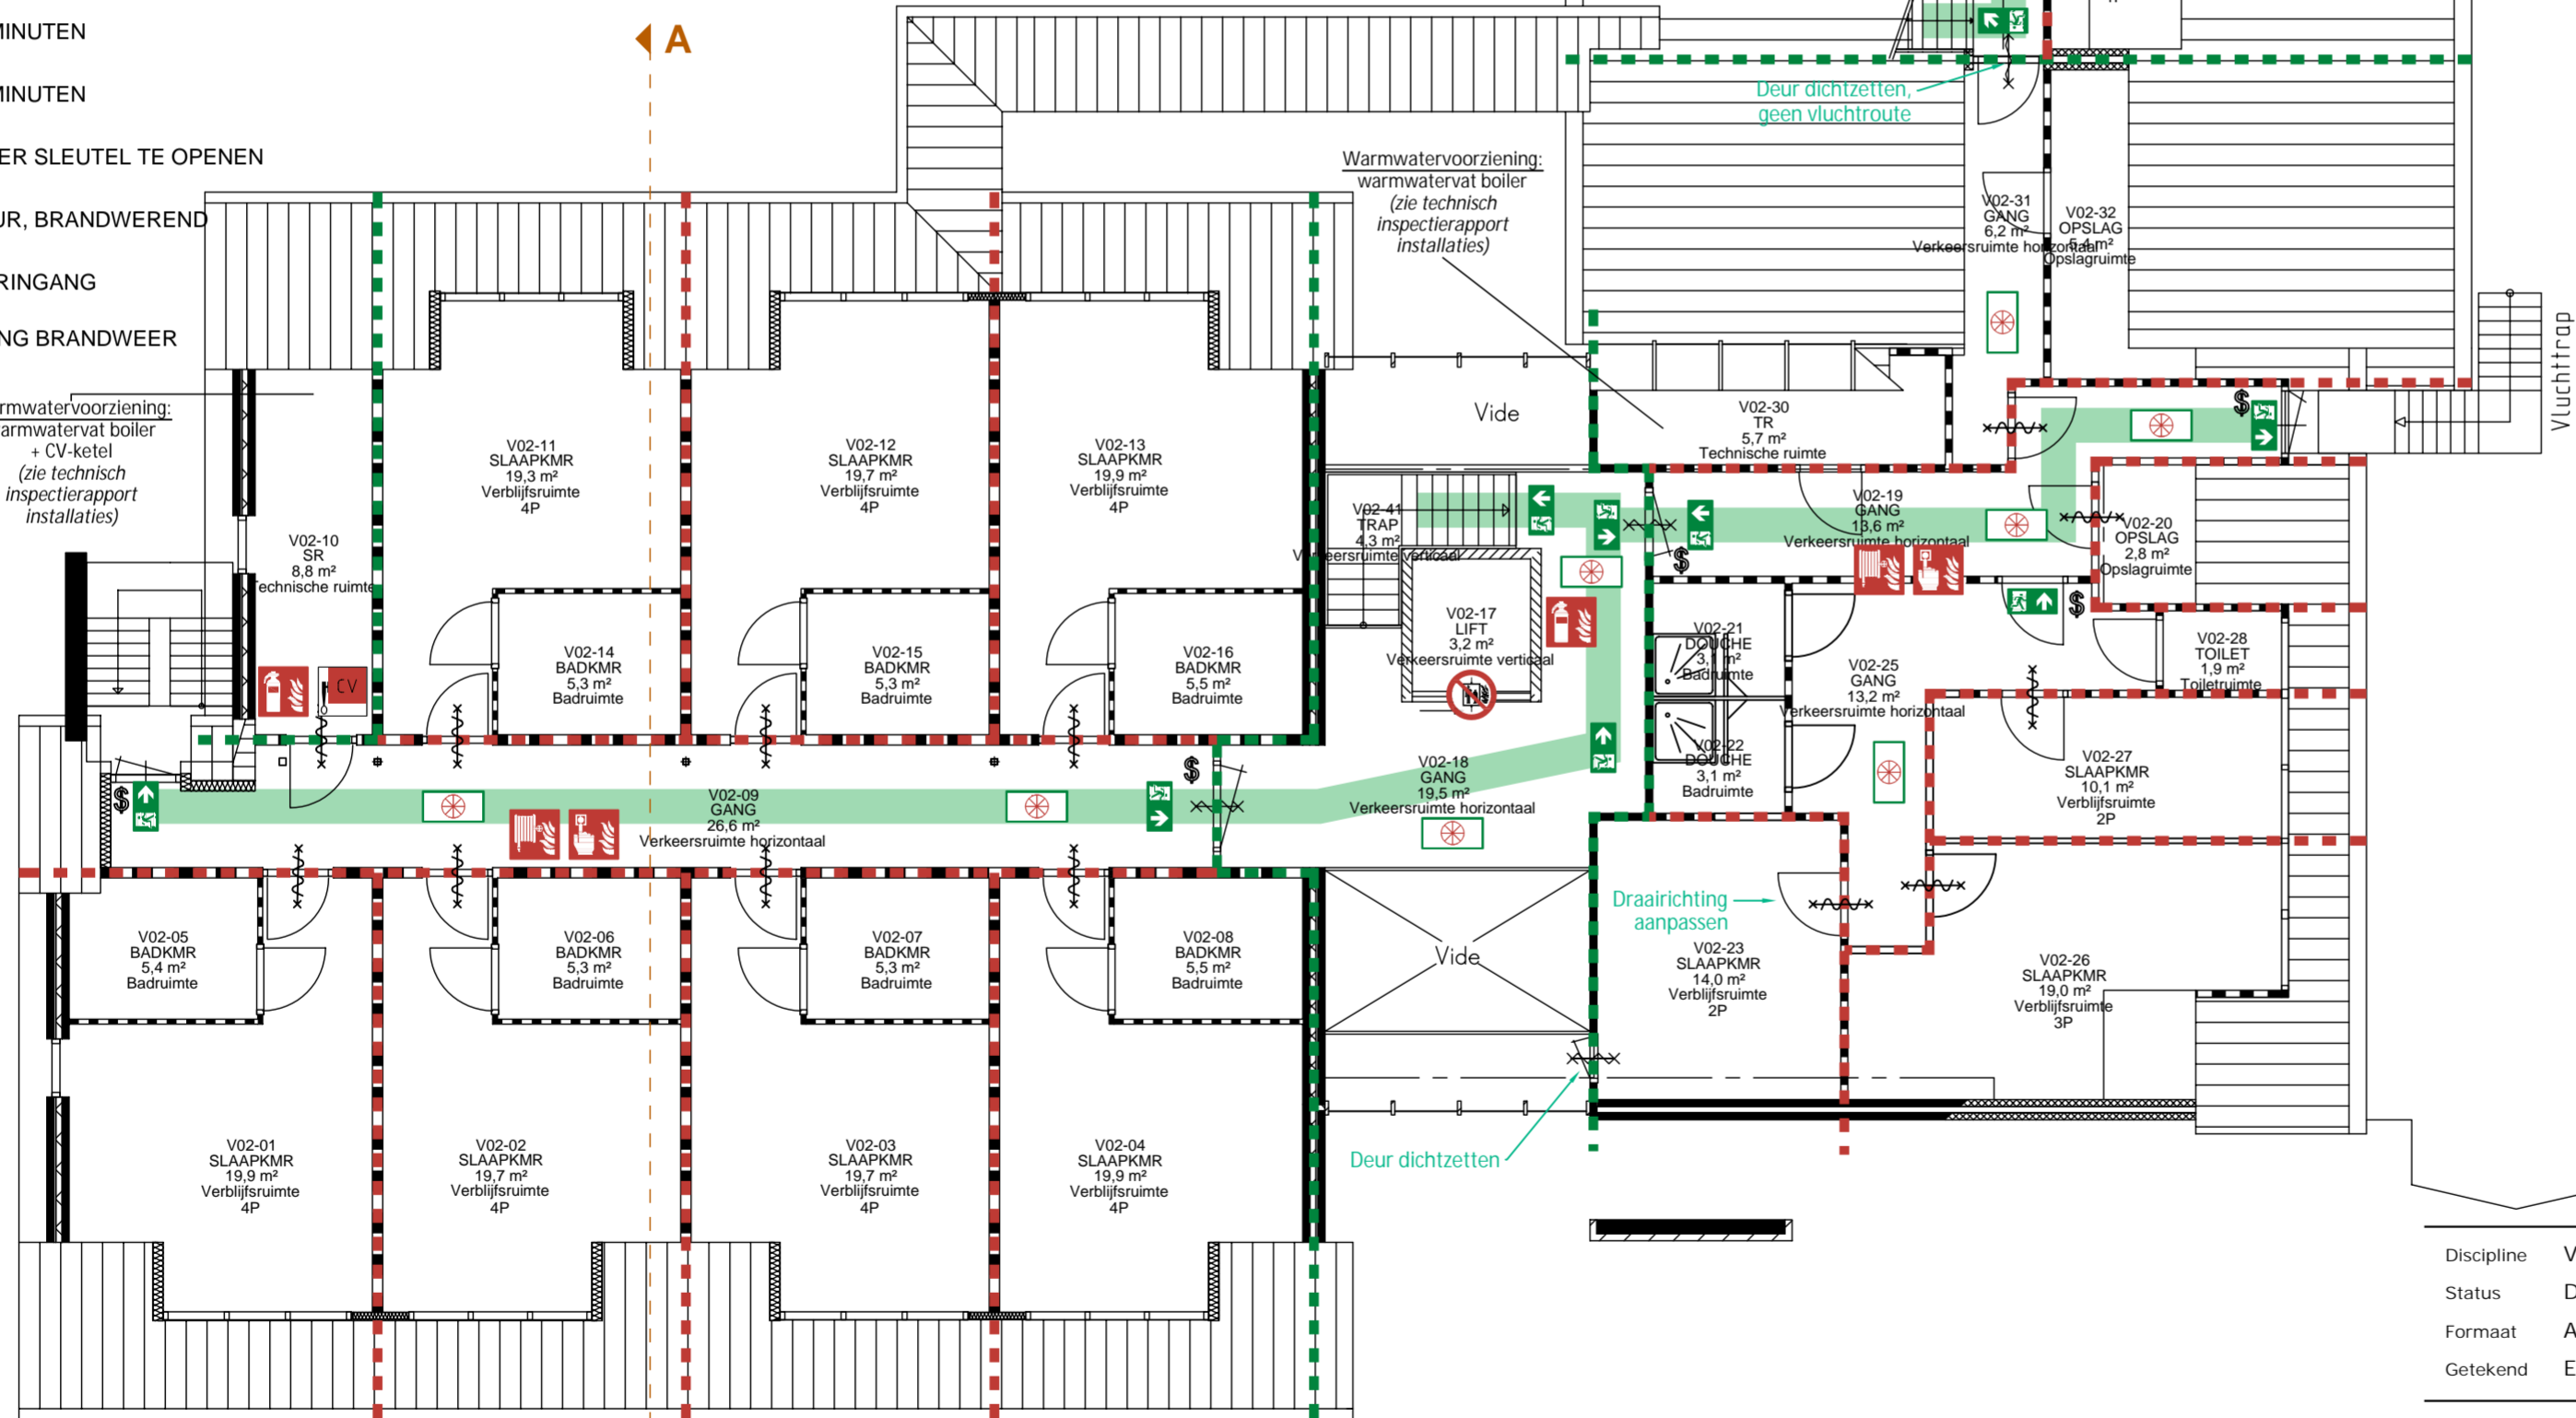 MINUTEN
MINUTEN
ER SLEUTEL TE OPENEN
UR, BRANDWEREND
RINGANG
NG BRANDWEER
A
rmwatervoorziening:
armwatervat boiler
+ CV-ketel
(zie technisch
inspectierapport
installaties)
Warmwatervoorziening:
warmwatervat boiler
(zie technisch
inspectierapport
installaties)
Deur dichtzetten,
geen vluchtroute
V02-31
GANG
6,2 m²
Verkeersruimte horizontaal
V02-32
OPSLAG
5,4 m²
Opslagruimte
Vluchttrap
V02-11
SLAAPKMR
19,3 m²
Verblijfsruimte
4P
V02-12
SLAAPKMR
19,7 m²
Verblijfsruimte
4P
V02-13
SLAAPKMR
19,9 m²
Verblijfsruimte
4P
Vide
V02-30
TR
5,7 m²
Technische ruimte
V02-10
SR
8,8 m²
Technische ruimte
CV
V02-41
TRAP
4,3 m²
Verkeersruimte verticaal
V02-19
GANG
13,6 m²
Verkeersruimte horizontaal
V02-20
OPSLAG
2,8 m²
Opslagruimte
V02-14
BADKMR
5,3 m²
Badruimte
V02-15
BADKMR
5,3 m²
Badruimte
V02-16
BADKMR
5,5 m²
Badruimte
V02-17
LIFT
3,2 m²
Verkeersruimte verticaal
V02-21
DOUCHE
3,1 m²
Badruimte
V02-25
GANG
13,2 m²
Verkeersruimte horizontaal
V02-28
TOILET
1,9 m²
Toiletruimte
V02-22
DOUCHE
3,1 m²
Badruimte
V02-27
SLAAPKMR
10,1 m²
Verblijfsruimte
2P
V02-09
GANG
26,6 m²
Verkeersruimte horizontaal
V02-18
GANG
19,5 m²
Verkeersruimte horizontaal
V02-05
BADKMR
5,4 m²
Badruimte
V02-06
BADKMR
5,3 m²
Badruimte
V02-07
BADKMR
5,3 m²
Badruimte
V02-08
BADKMR
5,5 m²
Badruimte
Vide
Draairichting
aanpassen
V02-23
SLAAPKMR
14,0 m²
Verblijfsruimte
2P
V02-26
SLAAPKMR
19,0 m²
Verblijfsruimte
3P
V02-01
SLAAPKMR
19,9 m²
Verblijfsruimte
4P
V02-02
SLAAPKMR
19,7 m²
Verblijfsruimte
4P
V02-03
SLAAPKMR
19,7 m²
Verblijfsruimte
4P
V02-04
SLAAPKMR
19,9 m²
Verblijfsruimte
4P
Deur dichtzetten
Discipline V
Status D
Formaat A
Getekend E